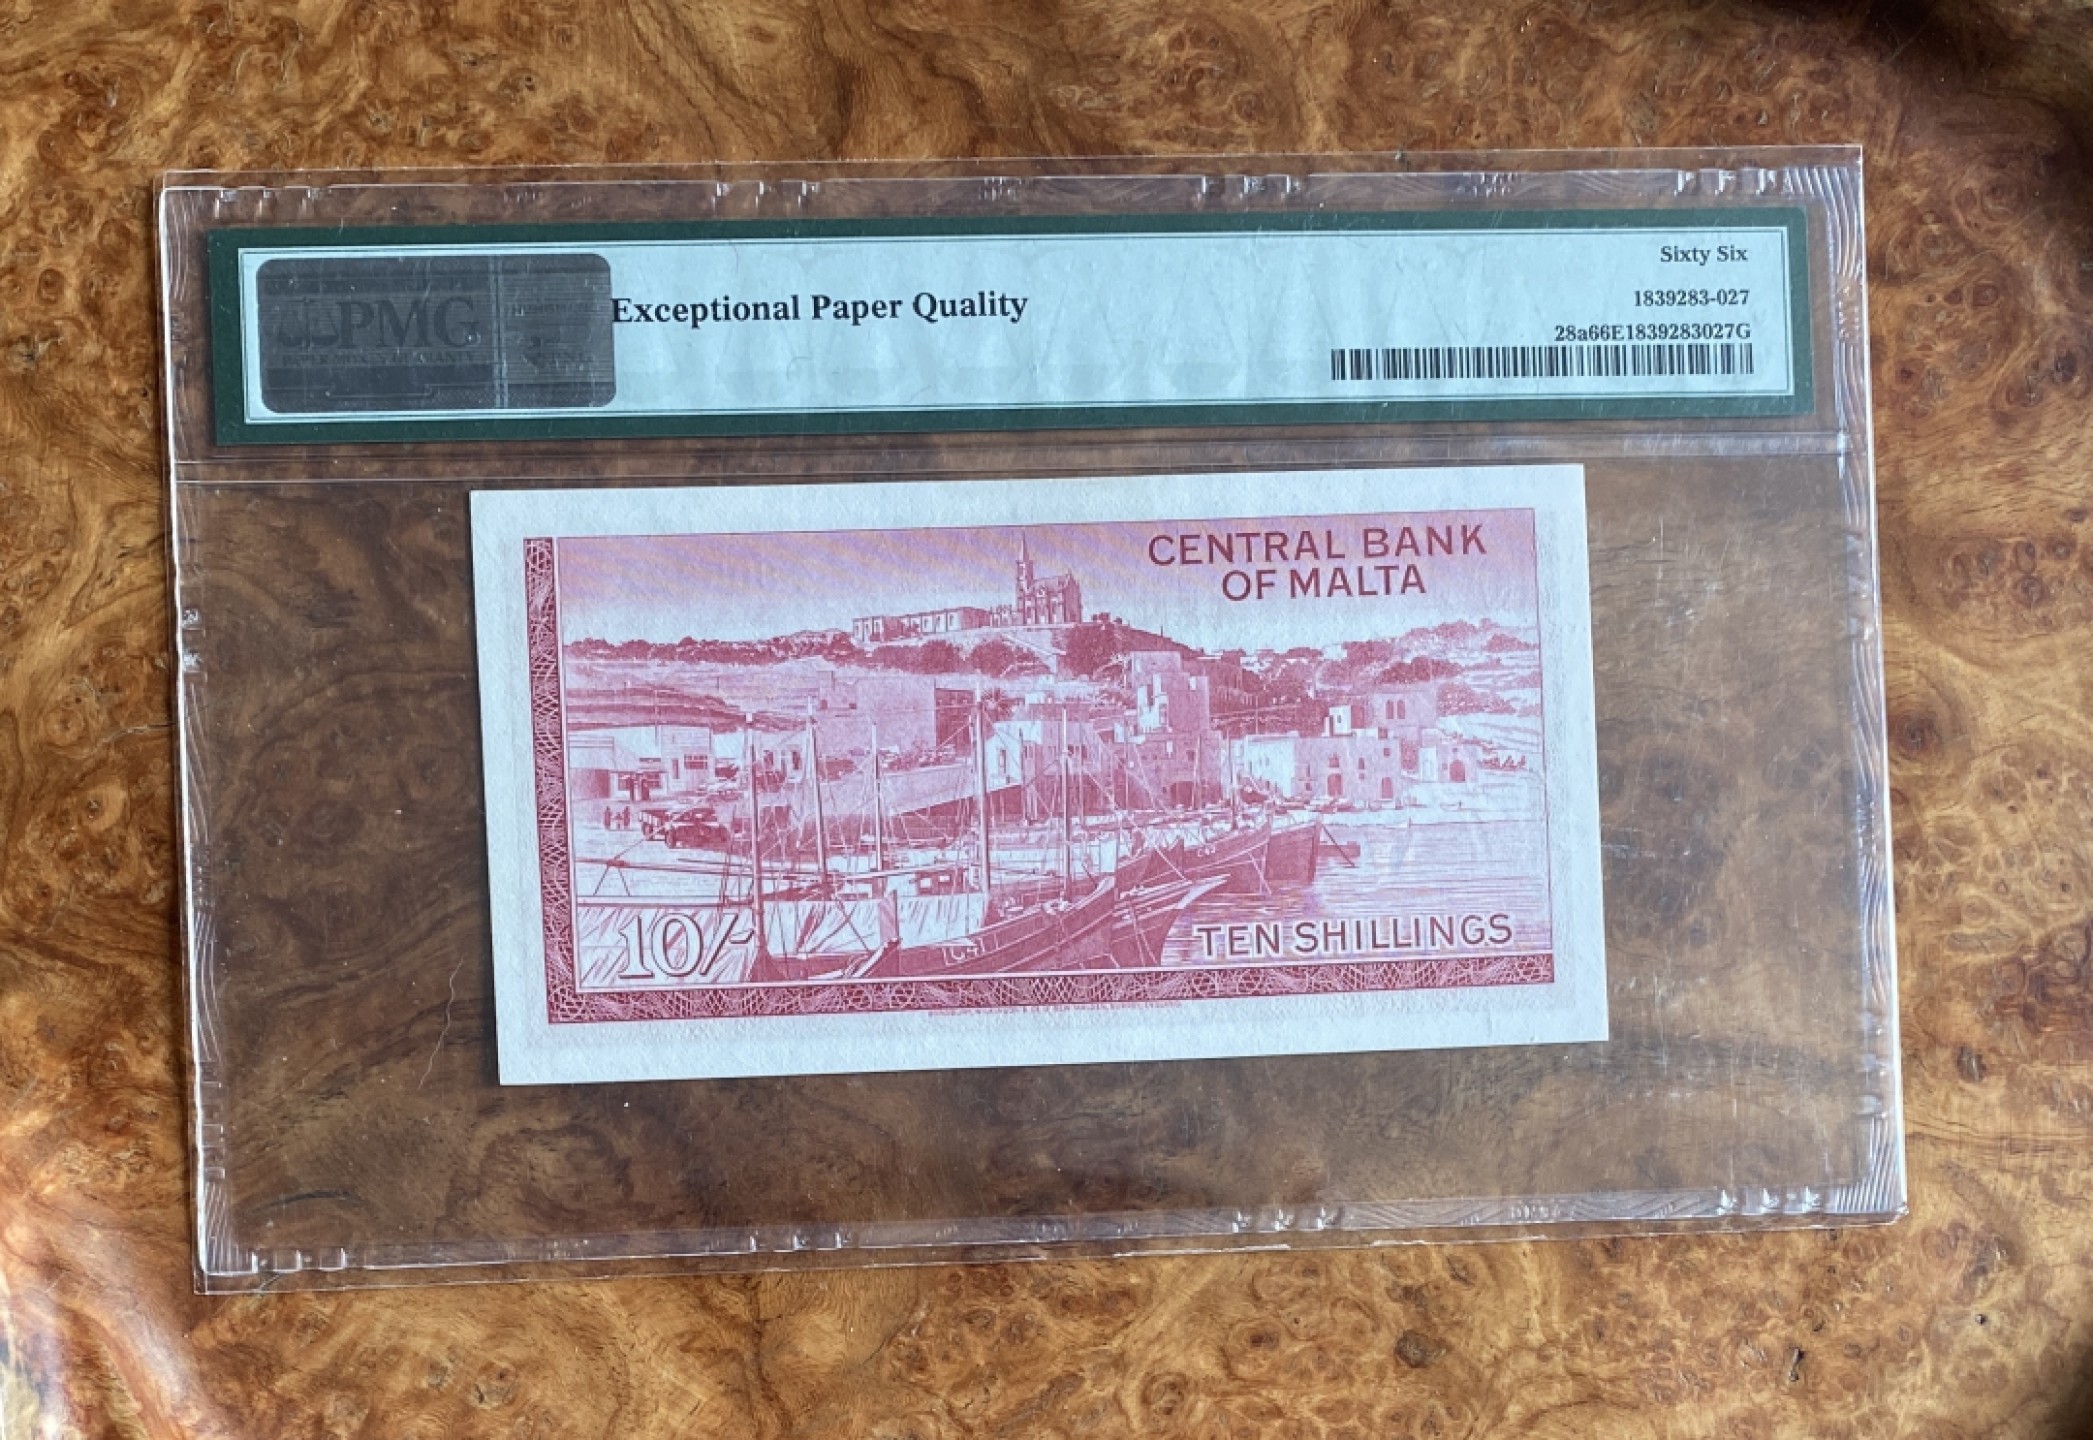 PMG
Exceptional Paper Quality
Sixty Six
1839283-027
28a66E1839283027G
CENTRAL BANK
OF MALTA
10/-
TEN SHILLINGS